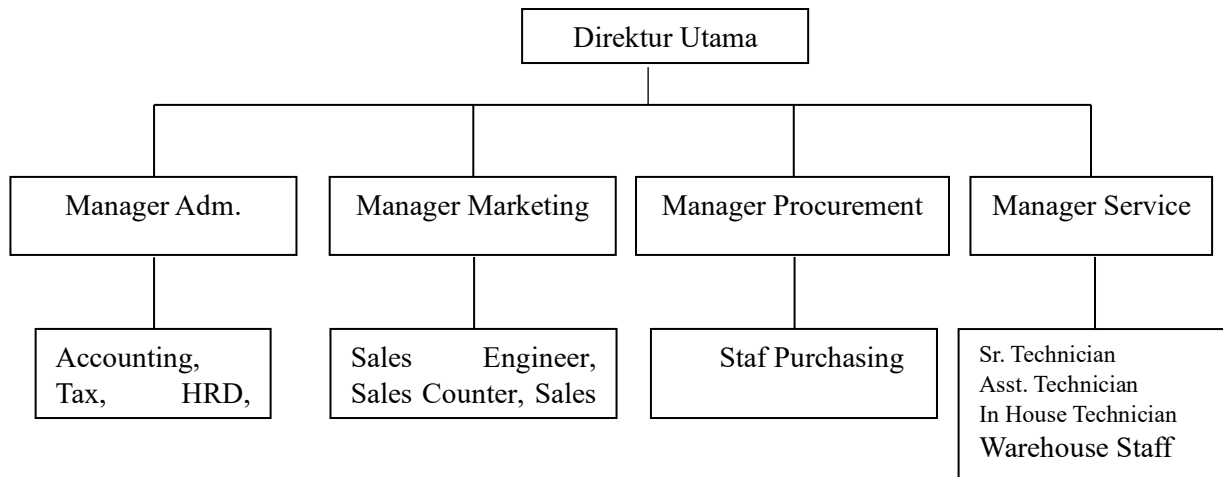 Direktur Utama
Manager Adm.
Manager Marketing
Manager Procurement
Manager Service
Accounting,
Tax, HRD,
Sales Engineer,
Sales Counter, Sales
Staf Purchasing
Sr. Technician
Asst. Technician
In House Technician
Warehouse Staff